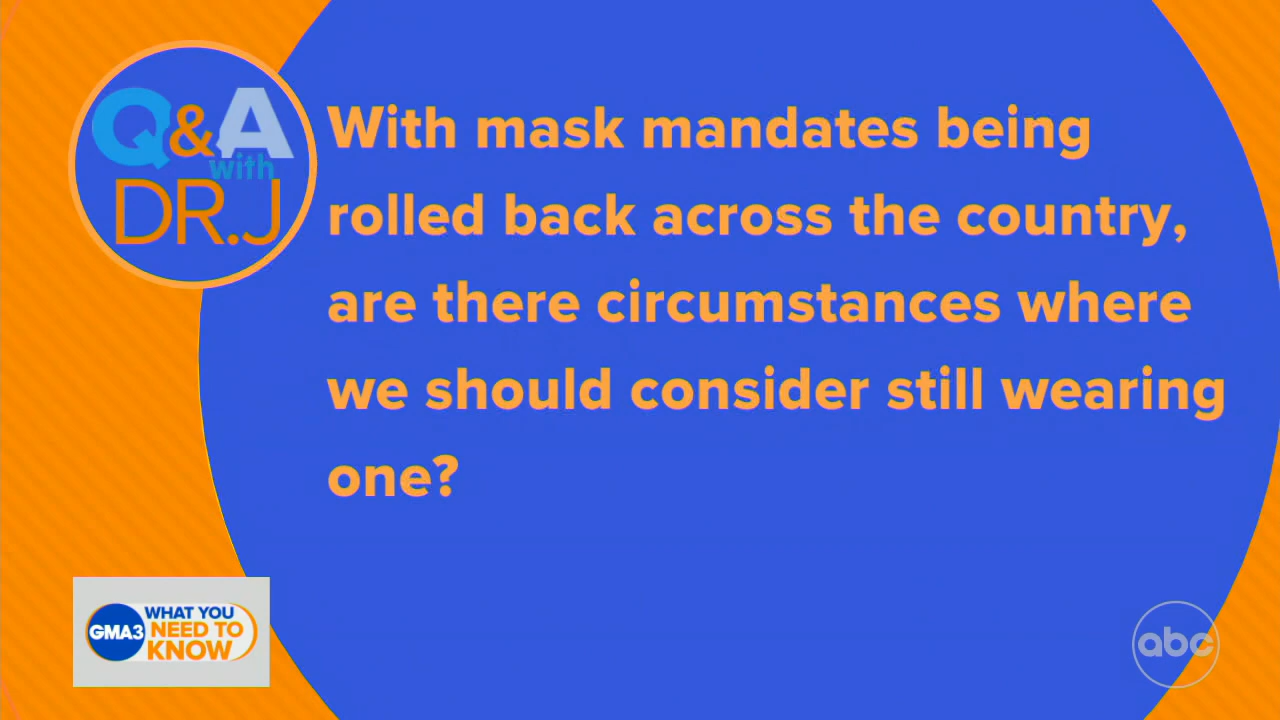 Q&A
with
DR.J
With mask mandates being
rolled back across the country,
are there circumstances where
we should consider still wearing
one?
GMA3
WHAT YOU
NEED TO
KNOW
abc